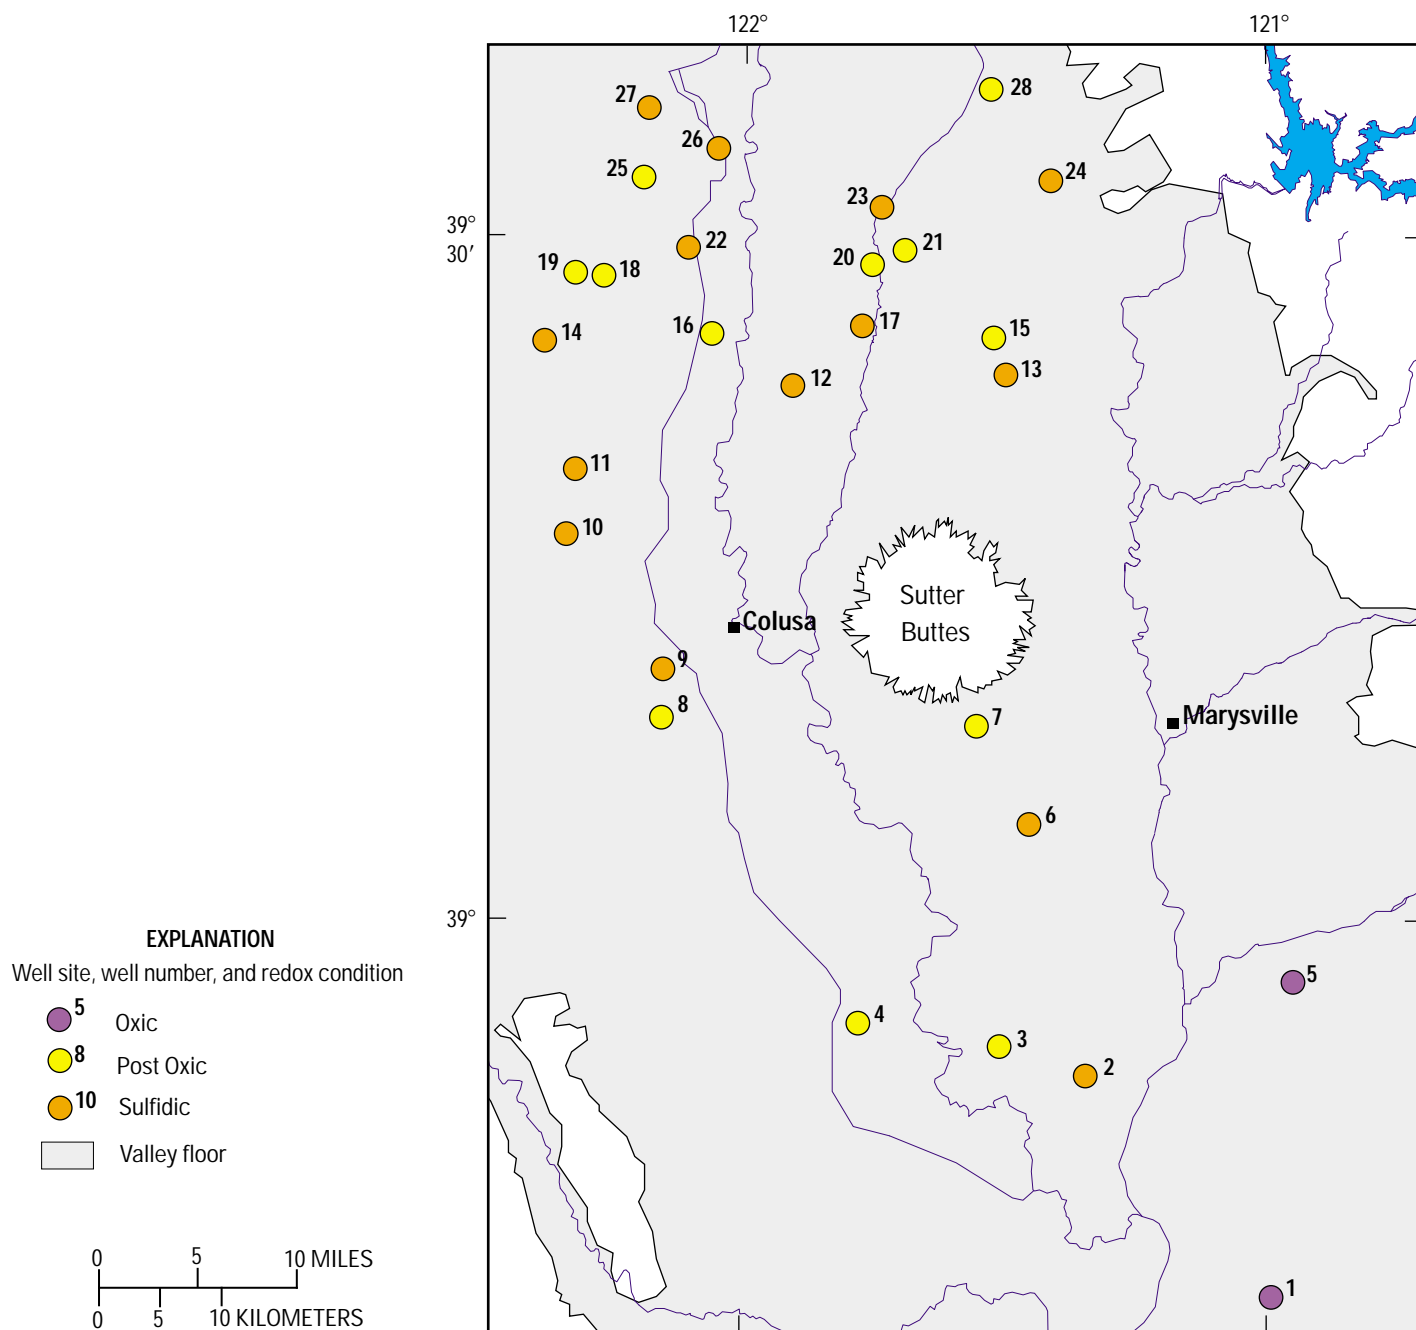 122°
121°
28
27
26
25
24
23
39°
30′
22
21
20
19
18
17
16
15
14
13
12
11
10
Sutter
Buttes
Colusa
9
8
7
Marysville
6
39°
EXPLANATION
Well site, well number, and redox condition
5 Oxic
8 Post Oxic
10 Sulfidic
Valley floor
5
4
3
2
0 5 10 MILES
0 5 10 KILOMETERS
1